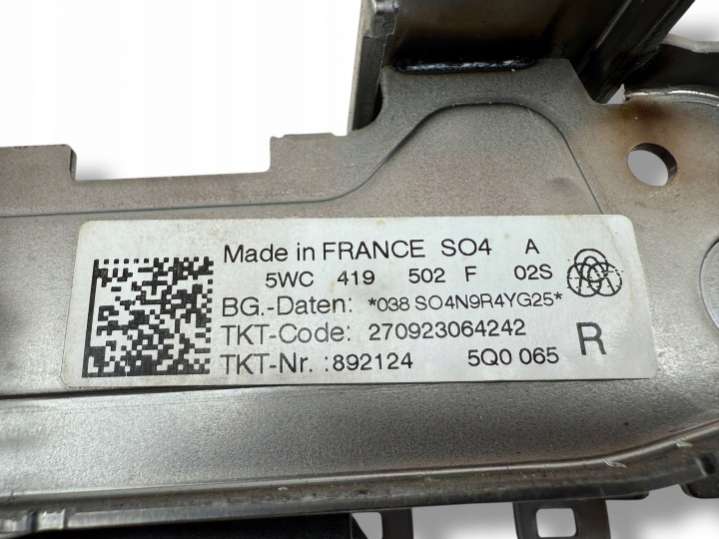 Made in FRANCE SO4 A
5WC 419 502 F 02S
BG.-Daten: *038 SO4N9R4YG25*
TKT-Code: 270923064242
TKT-Nr. :892124 5Q0 065
R